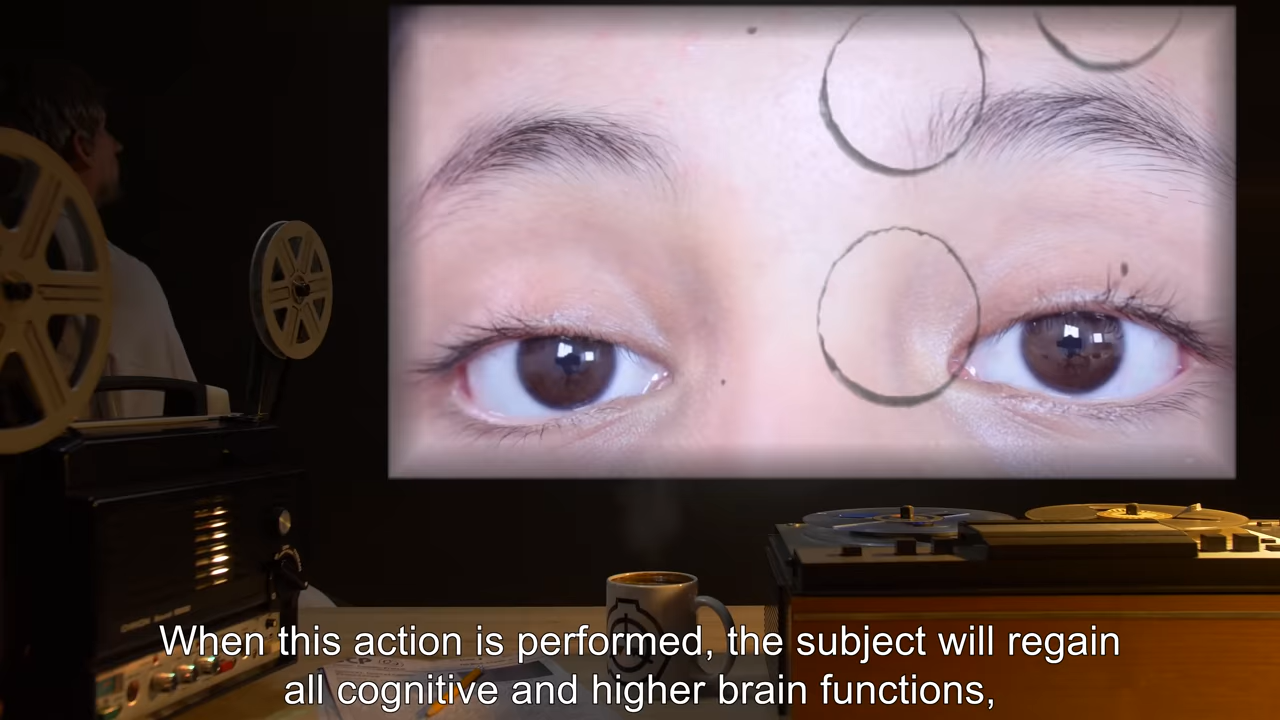 When this action is performed, the subject will regain
all cognitive and higher brain functions,